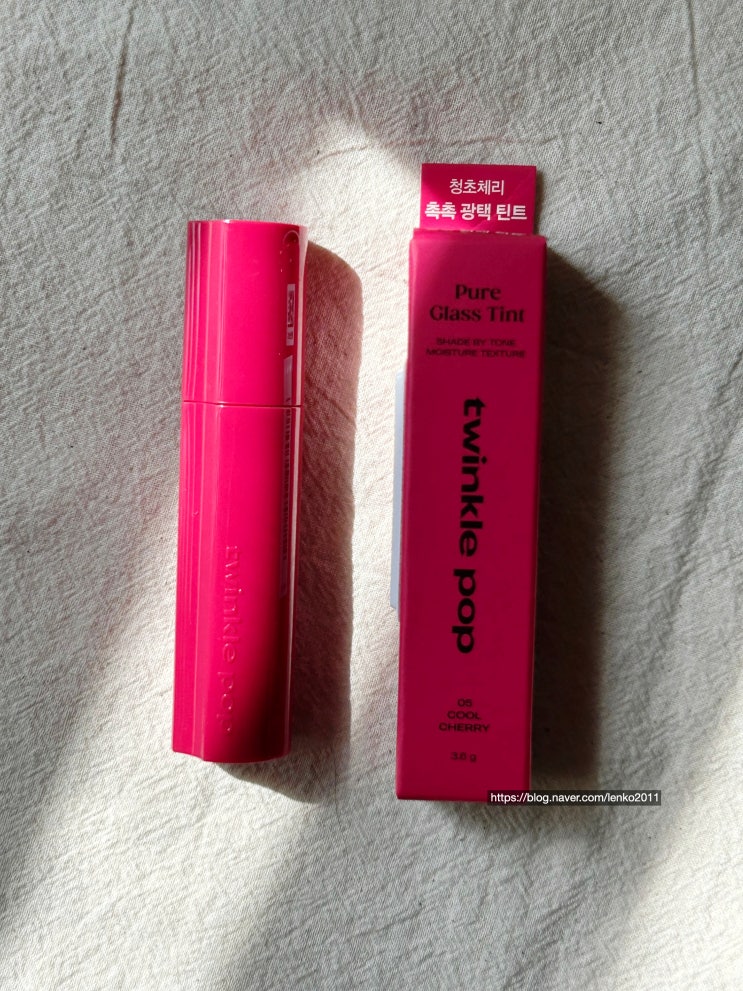 청초체리
촉촉 광택 틴트
Pure
Glass Tint
SHADE BY TONE
MOISTURE TEXTURE
twinkle pop
05
COOL
CHERRY
3.6 g
twinkle pop
https://blog.naver.com/lenko2011